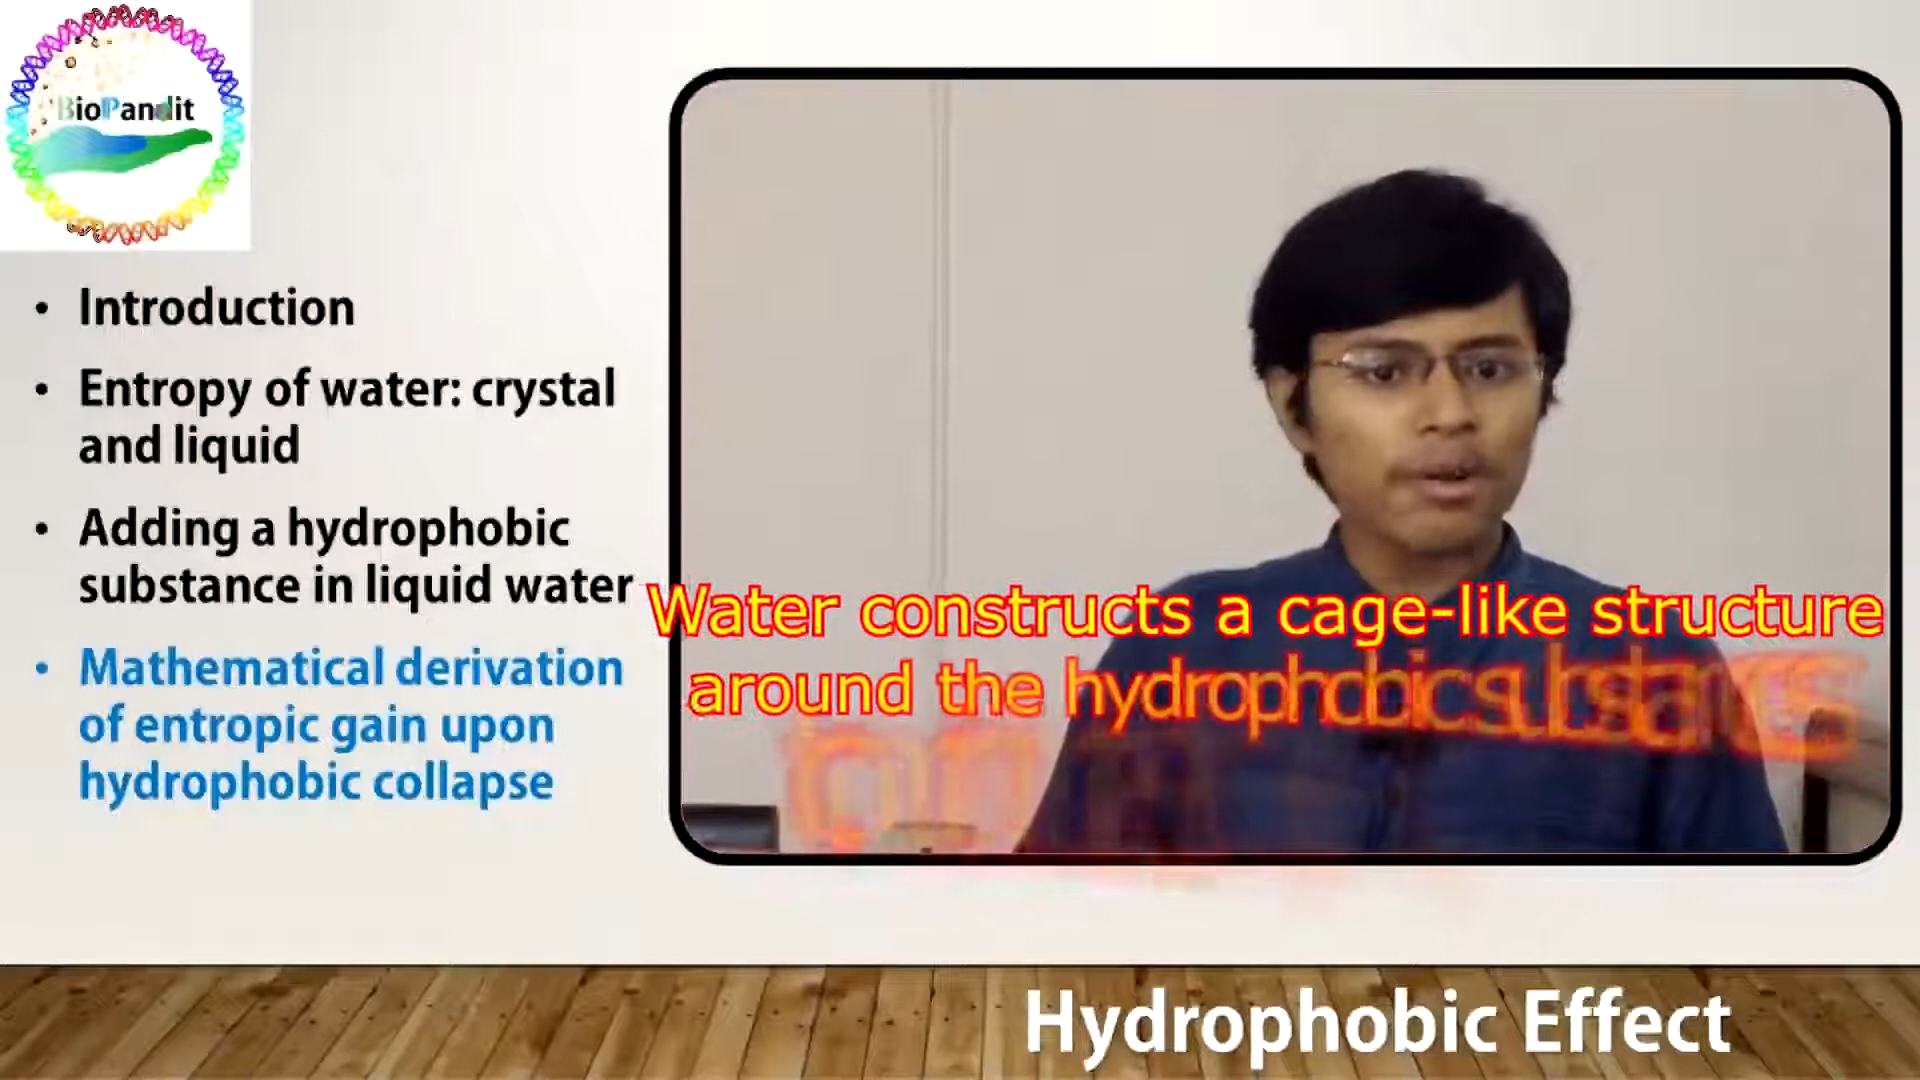 BioPandit
• Introduction
• Entropy of water: crystal
and liquid
• Adding a hydrophobic
substance in liquid water
• Mathematical derivation
of entropic gain upon
hydrophobic collapse
Water constructs a cage-like structure
around the hydrophobic
Hydrophobic Effect